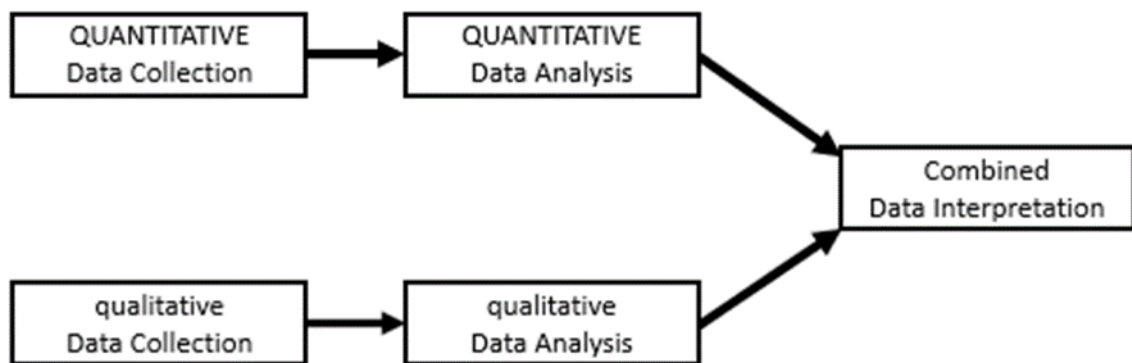 QUANTITATIVE
Data Collection
QUANTITATIVE
Data Analysis
Combined
Data Interpretation
qualitative
Data Collection
qualitative
Data Analysis